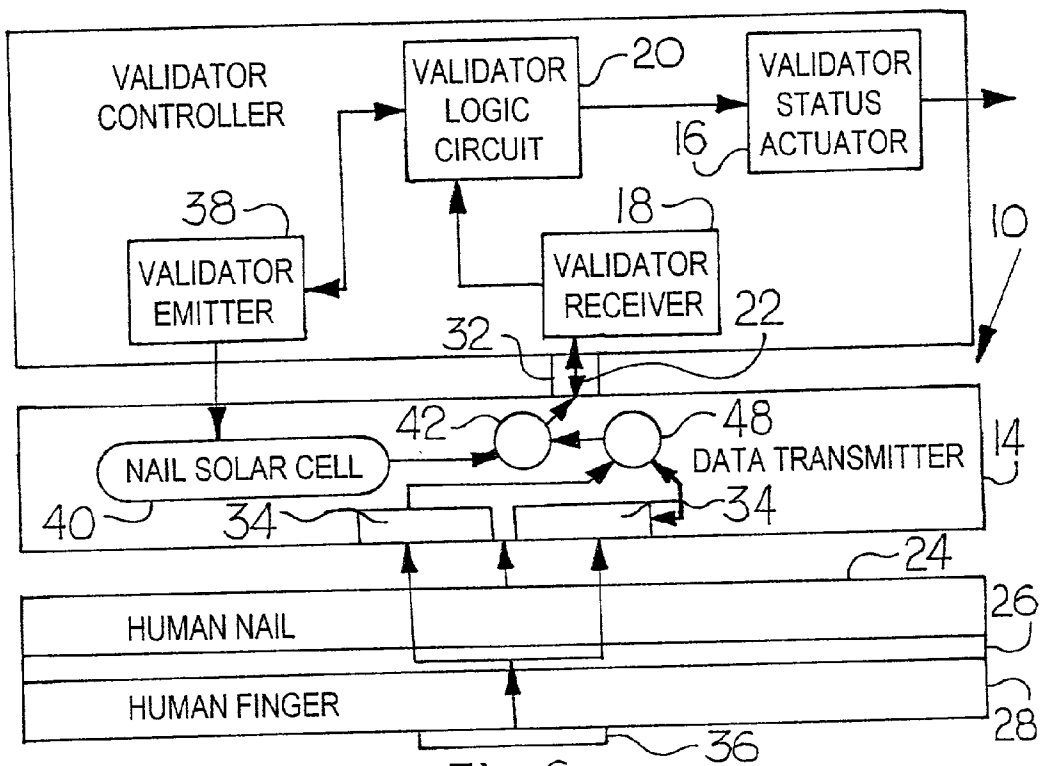 VALIDATOR
CONTROLLER
VALIDATOR
LOGIC
CIRCUIT
20
VALIDATOR
STATUS
ACTUATOR
16
38
VALIDATOR
EMITTER
18
VALIDATOR
RECEIVER
10
32
22
42
48
NAIL SOLAR CELL
DATA TRANSMITTER
14
40
34
34
24
HUMAN NAIL
26
HUMAN FINGER
28
36